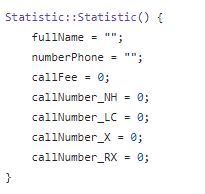 Statistic::Statistic() {
    fullName = "";
    numberPhone = "";
    callFee = 0;
    callNumber_NH = 0;
    callNumber_LC = 0;
    callNumber_X = 0;
    callNumber_RX = 0;
}